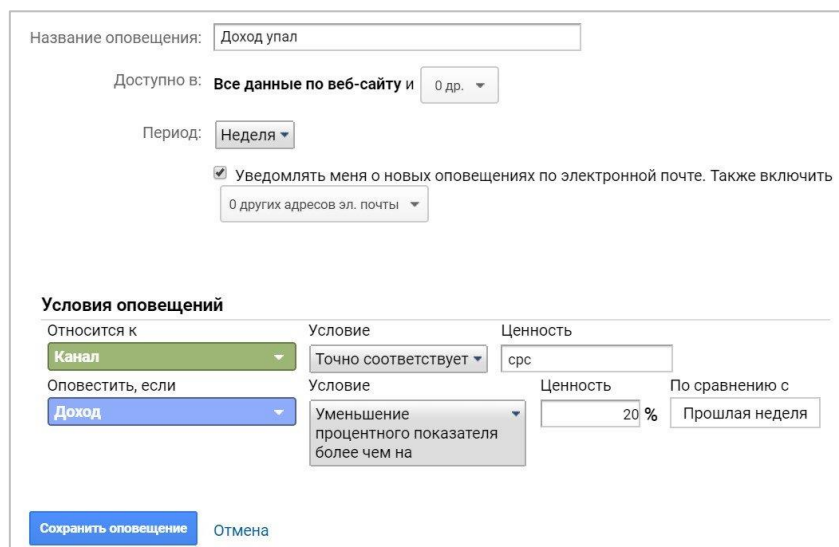 Название оповещения: Доход упал
Доступно в: Все данные по веб-сайту и 0 др.
Период: Неделя
Уведомлять меня о новых оповещениях по электронной почте. Также включить
0 других адресов эл. почты
Условия оповещений
Относится к Условие Ценность
Канал Точно соответствует cpc
Оповестить, если Условие Ценность По сравнению с
Доход Уменьшение 20 % Прошлая неделя
процентного показателя
более чем на
Сохранить оповещение Отмена